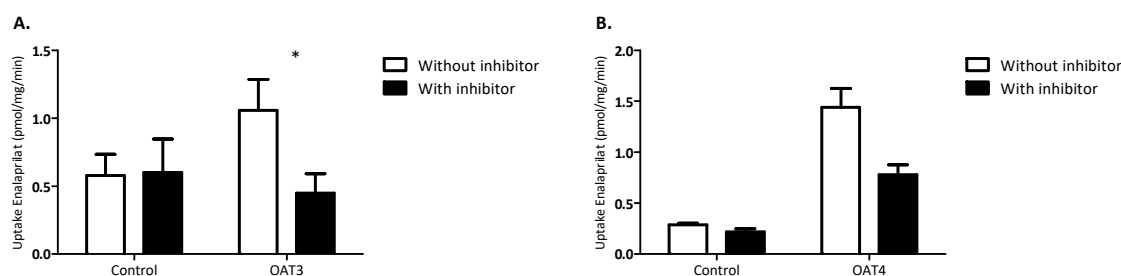 A.
Uptake Enalaprilat (pmol/mg/min)
1.5
1.0
0.5
0.0
*
Control
OAT3
Without inhibitor
With inhibitor
B.
Uptake Enalaprilat (pmol/mg/min)
2.0
1.5
1.0
0.5
0.0
Control
OAT4
Without inhibitor
With inhibitor